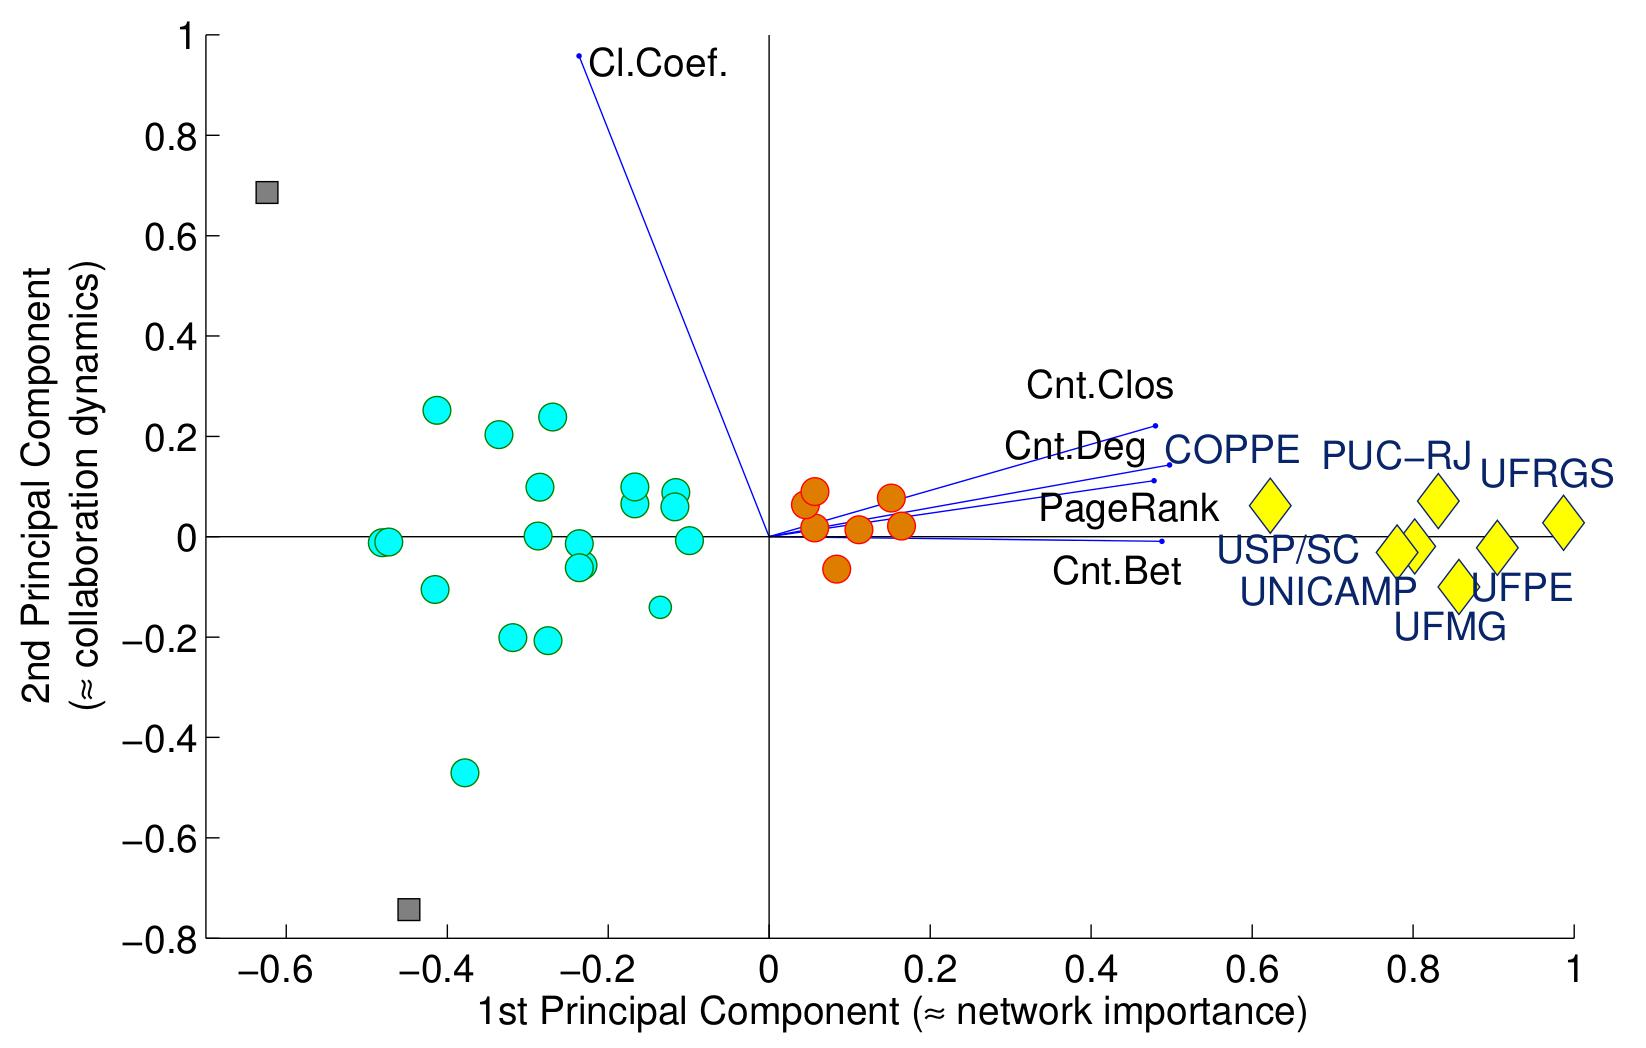 1
0.8
0.6
0.4
0.2
0
−0.2
−0.4
−0.6
−0.8
2nd Principal Component
(≈ collaboration dynamics)
Cl.Coef.
Cnt.Clos
Cnt.Deg
COPPE
PUC−RJ
UFRGS
PageRank
USP/SC
Cnt.Bet
UNICAMP
UFPE
UFMG
−0.6 −0.4 −0.2 0 0.2 0.4 0.6 0.8 1
1st Principal Component (≈ network importance)